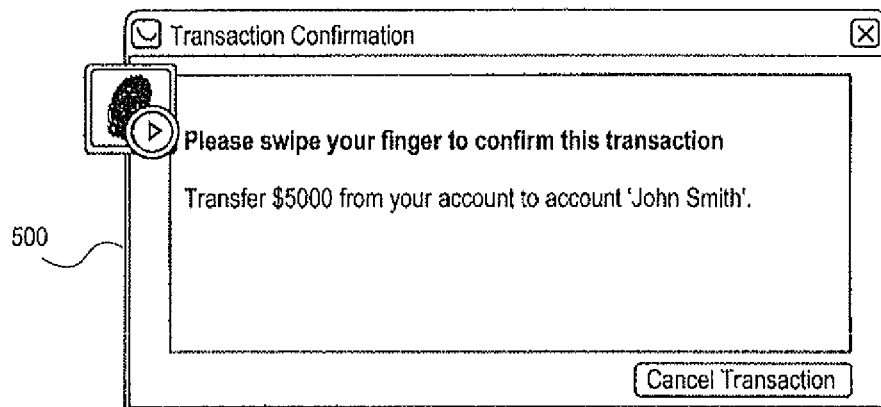 Transaction Confirmation
Please swipe your finger to confirm this transaction
Transfer $5000 from your account to account 'John Smith'.
500
Cancel Transaction